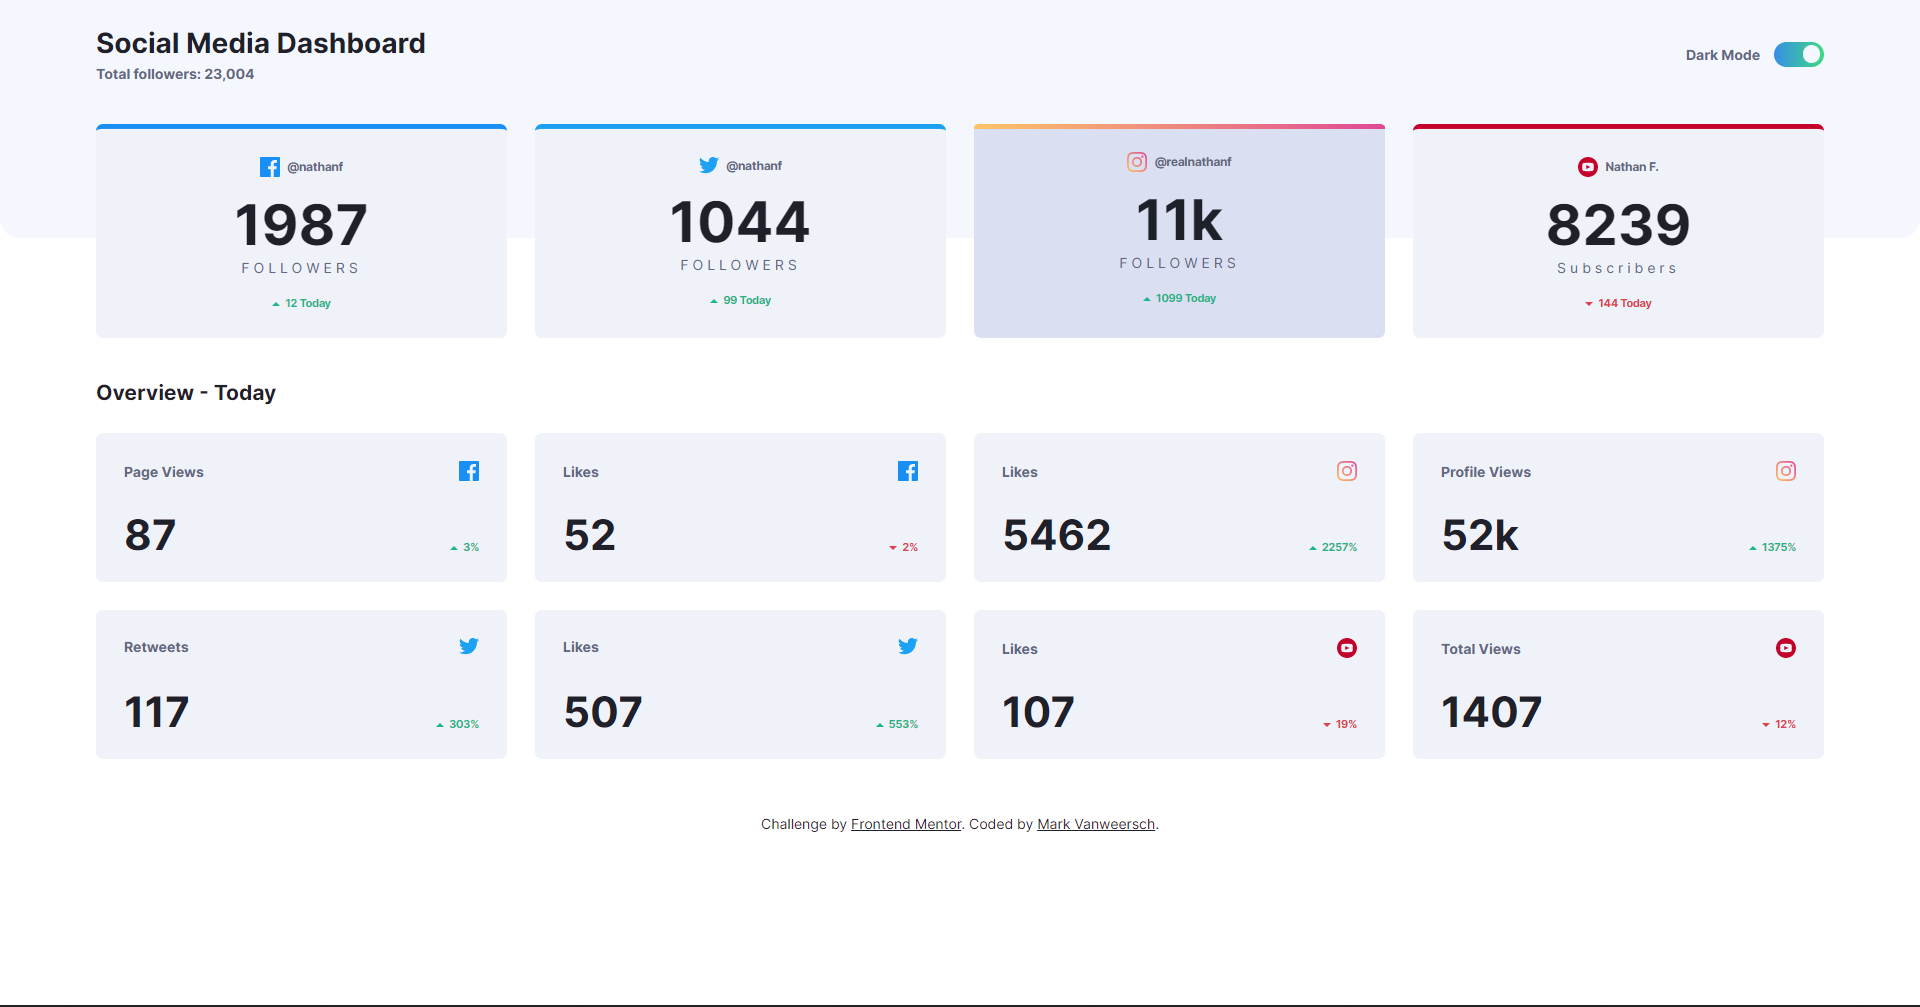 Social Media Dashboard
Total followers: 23,004
Dark Mode
@nathanf
1987
FOLLOWERS
12 Today
@nathanf
1044
FOLLOWERS
99 Today
@realnathanf
11k
FOLLOWERS
1099 Today
Nathan F.
8239
Subscribers
144 Today
Overview - Today
Page Views
87
3%
Likes
52
2%
Likes
5462
2257%
Profile Views
52k
1375%
Retweets
117
303%
Likes
507
553%
Likes
107
19%
Total Views
1407
12%
Challenge by Frontend Mentor. Coded by Mark Vanweersch.